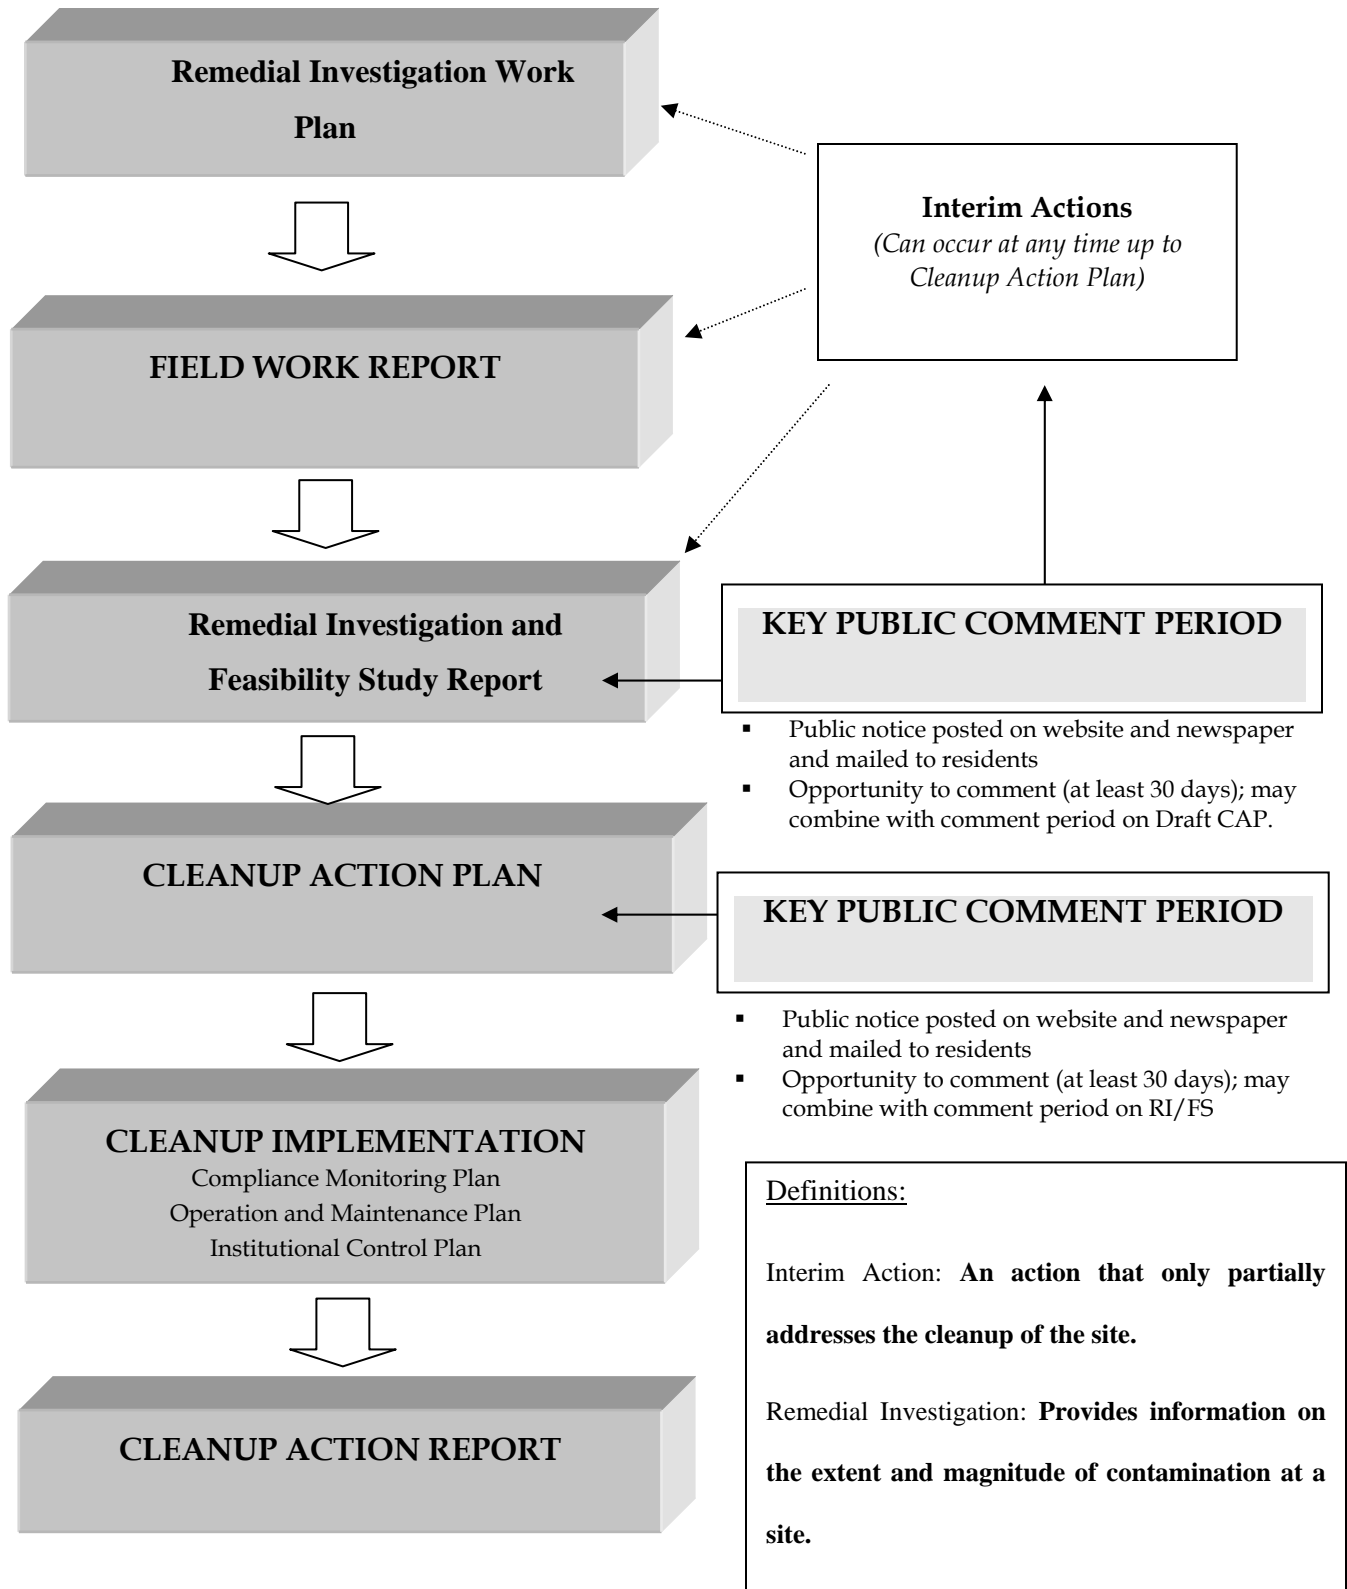 Remedial Investigation Work
Plan
Interim Actions
(Can occur at any time up to
Cleanup Action Plan)
FIELD WORK REPORT
Remedial Investigation and
Feasibility Study Report
KEY PUBLIC COMMENT PERIOD
▪ Public notice posted on website and newspaper
and mailed to residents
▪ Opportunity to comment (at least 30 days); may
combine with comment period on Draft CAP.
CLEANUP ACTION PLAN
KEY PUBLIC COMMENT PERIOD
▪ Public notice posted on website and newspaper
and mailed to residents
▪ Opportunity to comment (at least 30 days); may
combine with comment period on RI/FS
CLEANUP IMPLEMENTATION
Compliance Monitoring Plan
Operation and Maintenance Plan
Institutional Control Plan
CLEANUP ACTION REPORT
Definitions:
Interim Action: An action that only partially
addresses the cleanup of the site.
Remedial Investigation: Provides information on
the extent and magnitude of contamination at a
site.